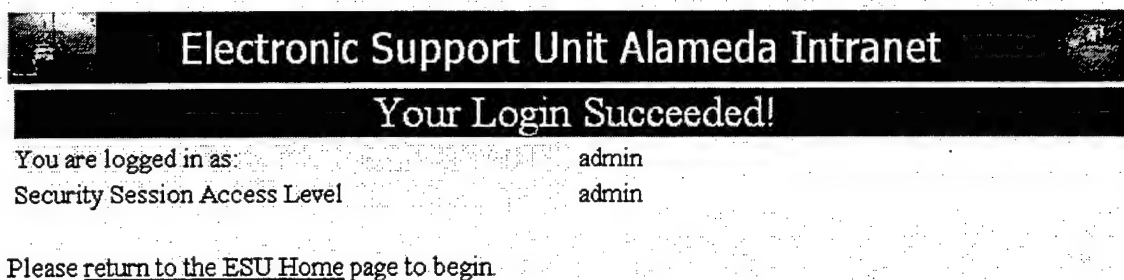 Electronic Support Unit Alameda Intranet
Your Login Succeeded!
You are logged in as: admin
Security Session Access Level admin
Please return to the ESU Home page to begin.